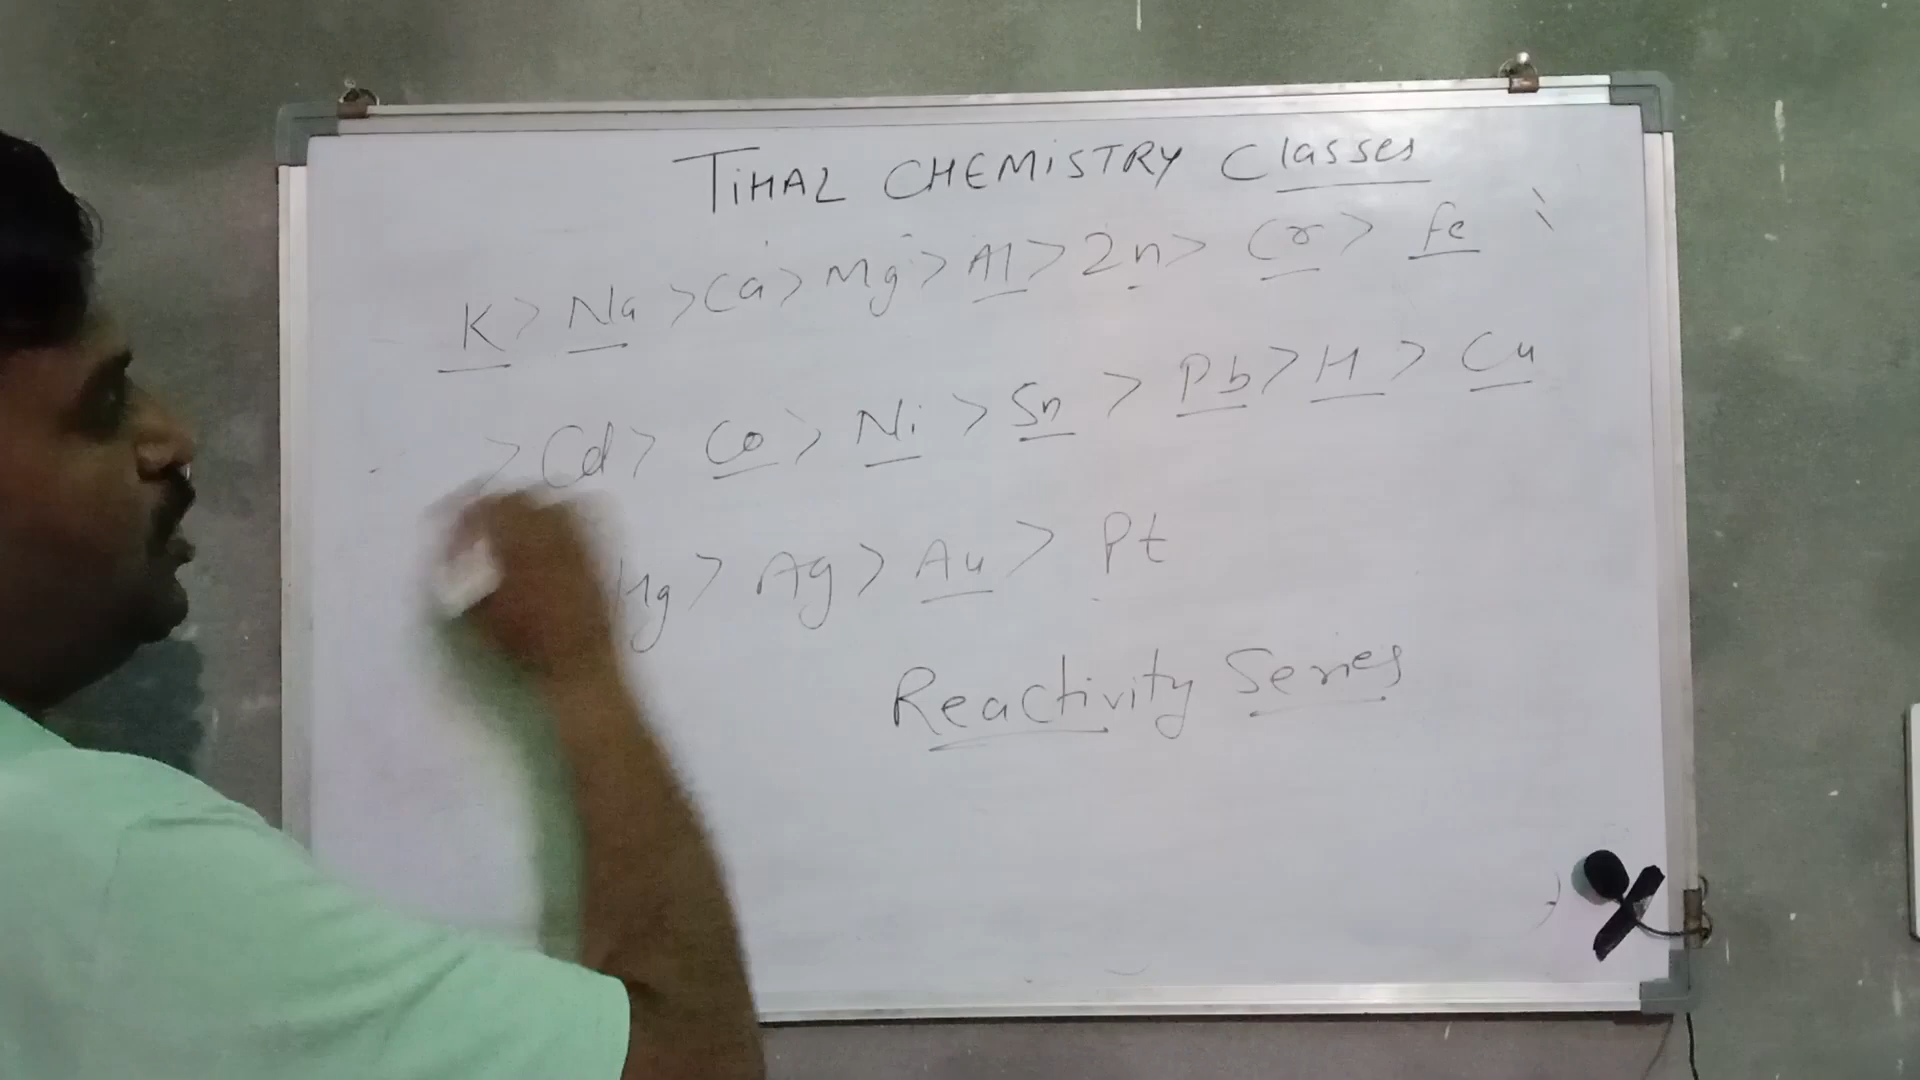 TiHAL CHEMiSTRY Classes
K > Na > Ca > Mg > Al > Zn > Cr > Fe
> Cd > Co > Ni > Sn > Pb > H > Cu
Hg > Ag > Au > Pt
Reactivity Series